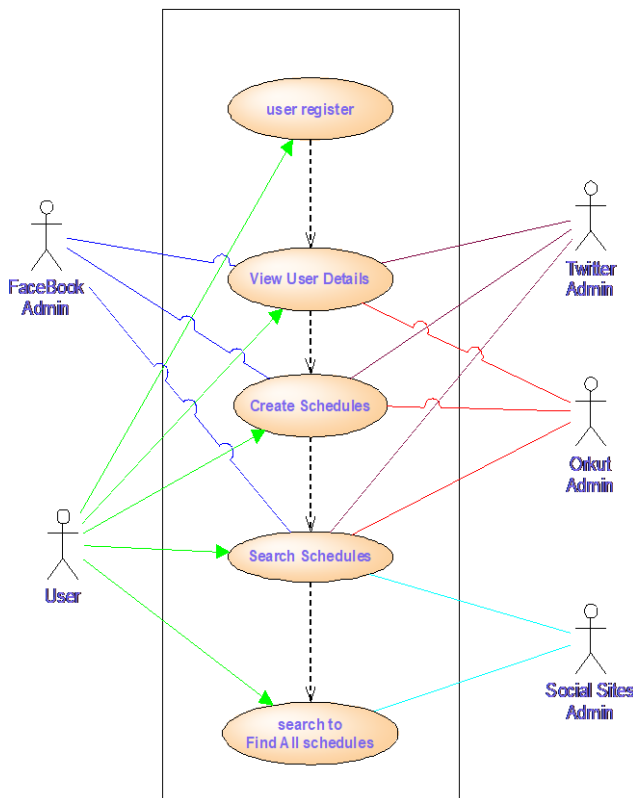 user register
FaceBook
Admin
View User Details
Twitter
Admin
Create Schedules
Orkut
Admin
User
Search Schedules
Social Sites
Admin
search to
Find All schedules